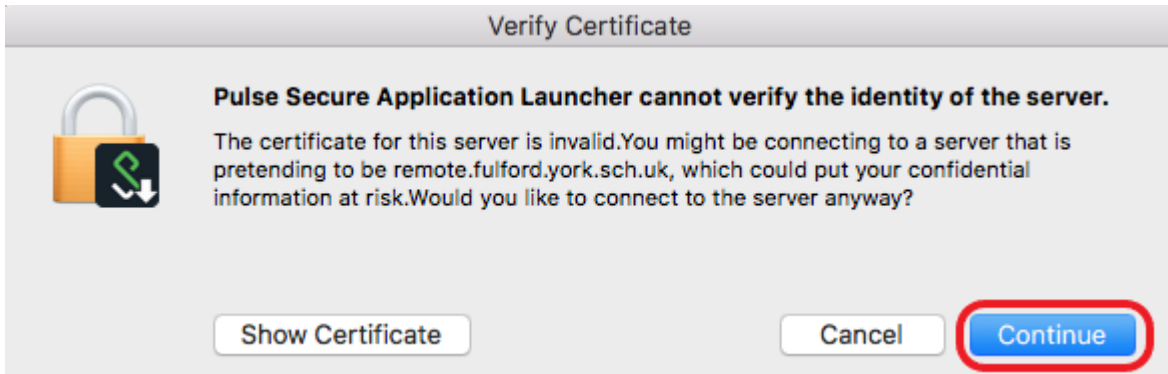 Verify Certificate
Pulse Secure Application Launcher cannot verify the identity of the server.
The certificate for this server is invalid.You might be connecting to a server that is
pretending to be remote.fulford.york.sch.uk, which could put your confidential
information at risk.Would you like to connect to the server anyway?
Show Certificate
Cancel
Continue